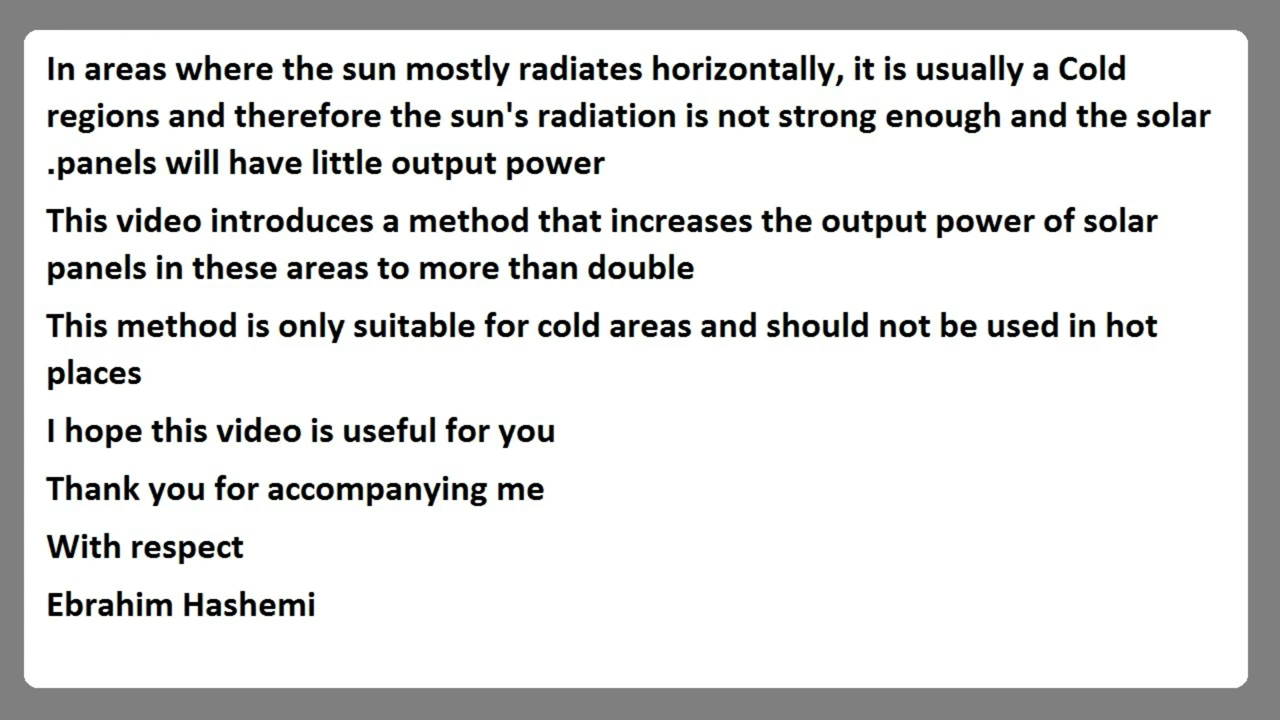 In areas where the sun mostly radiates horizontally, it is usually a Cold
regions and therefore the sun's radiation is not strong enough and the solar
.panels will have little output power
This video introduces a method that increases the output power of solar
panels in these areas to more than double
This method is only suitable for cold areas and should not be used in hot
places
I hope this video is useful for you
Thank you for accompanying me
With respect
Ebrahim Hashemi